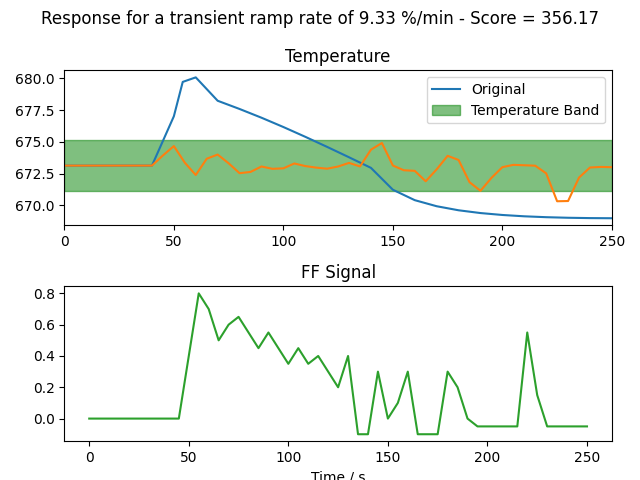 Response for a transient ramp rate of 9.33 %/min - Score = 356.17
Temperature
680.0
677.5
675.0
672.5
670.0
Original
Temperature Band
0 50 100 150 200 250
FF Signal
0.8
0.6
0.4
0.2
0.0
0 50 100 150 200 250
Time / s